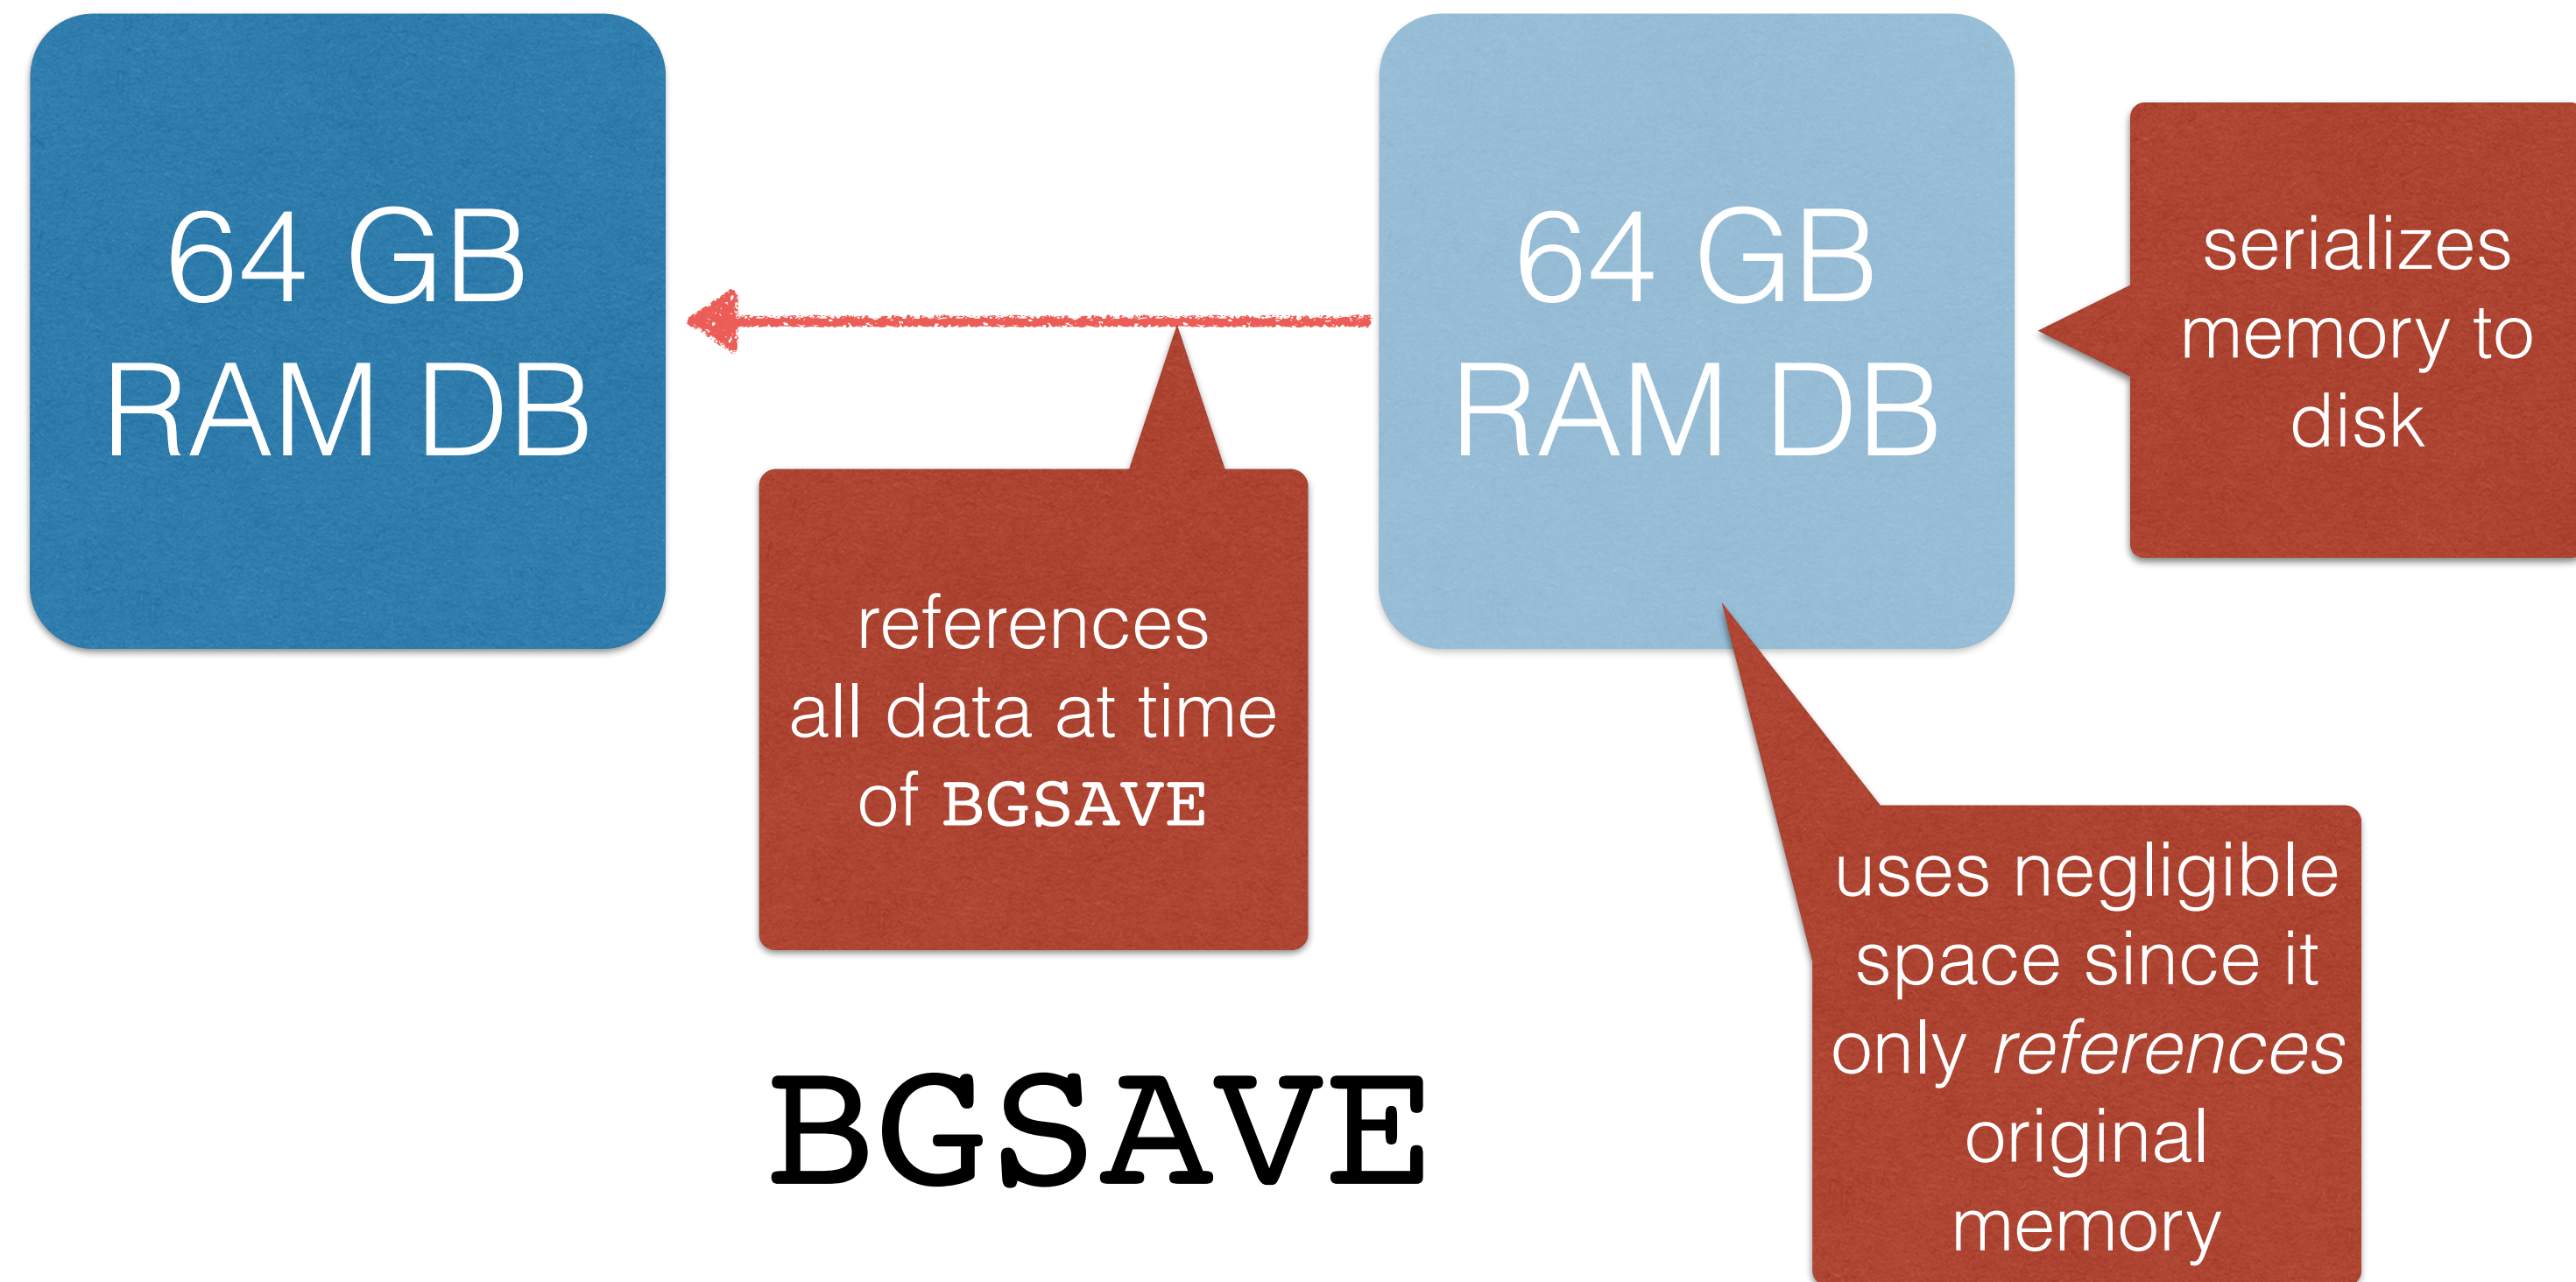 64 GB
RAM DB
64 GB
RAM DB
serializes
memory to
disk
references
all data at time
of BGSAVE
uses negligible
space since it
only references
original
memory
BGSAVE